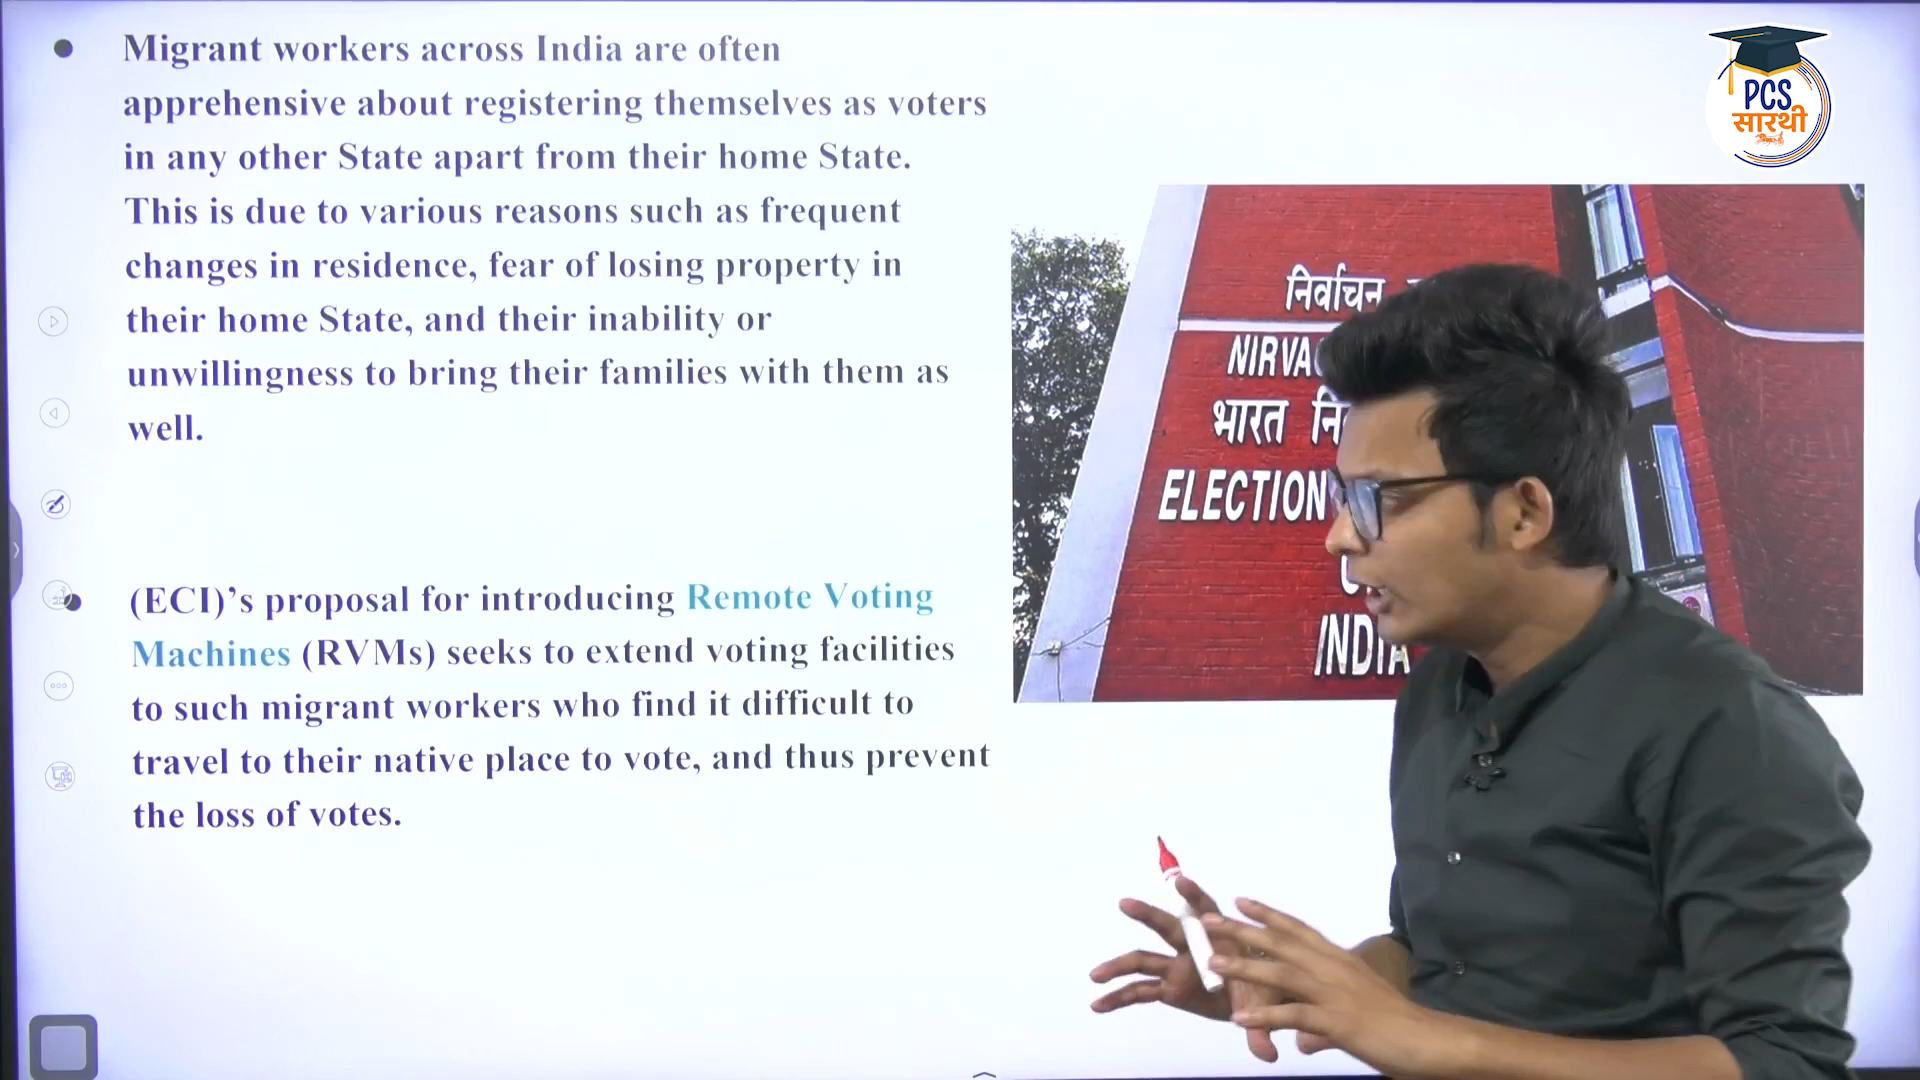 Migrant workers across India are often
apprehensive about registering themselves as voters
in any other State apart from their home State.
This is due to various reasons such as frequent
changes in residence, fear of losing property in
their home State, and their inability or
unwillingness to bring their families with them as
well.
(ECI)’s proposal for introducing Remote Voting
Machines (RVMs) seeks to extend voting facilities
to such migrant workers who find it difficult to
travel to their native place to vote, and thus prevent
the loss of votes.
PCS
सारथी
निर्वाचन
भारत
ELECTION
INDIA